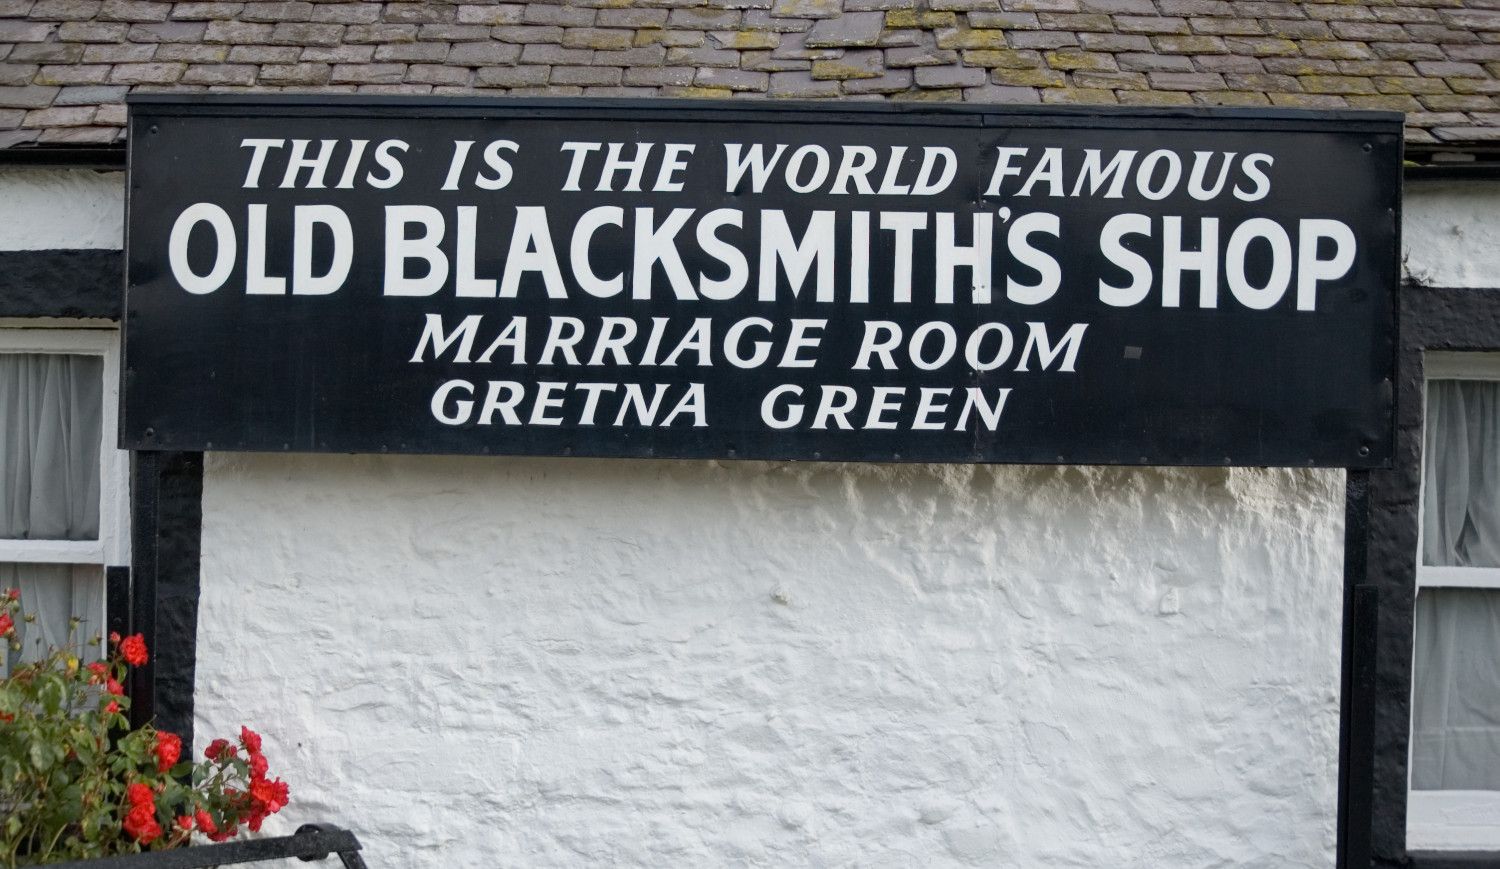 THIS IS THE WORLD FAMOUS
OLD BLACKSMITH'S SHOP
MARRIAGE ROOM
GRETNA GREEN